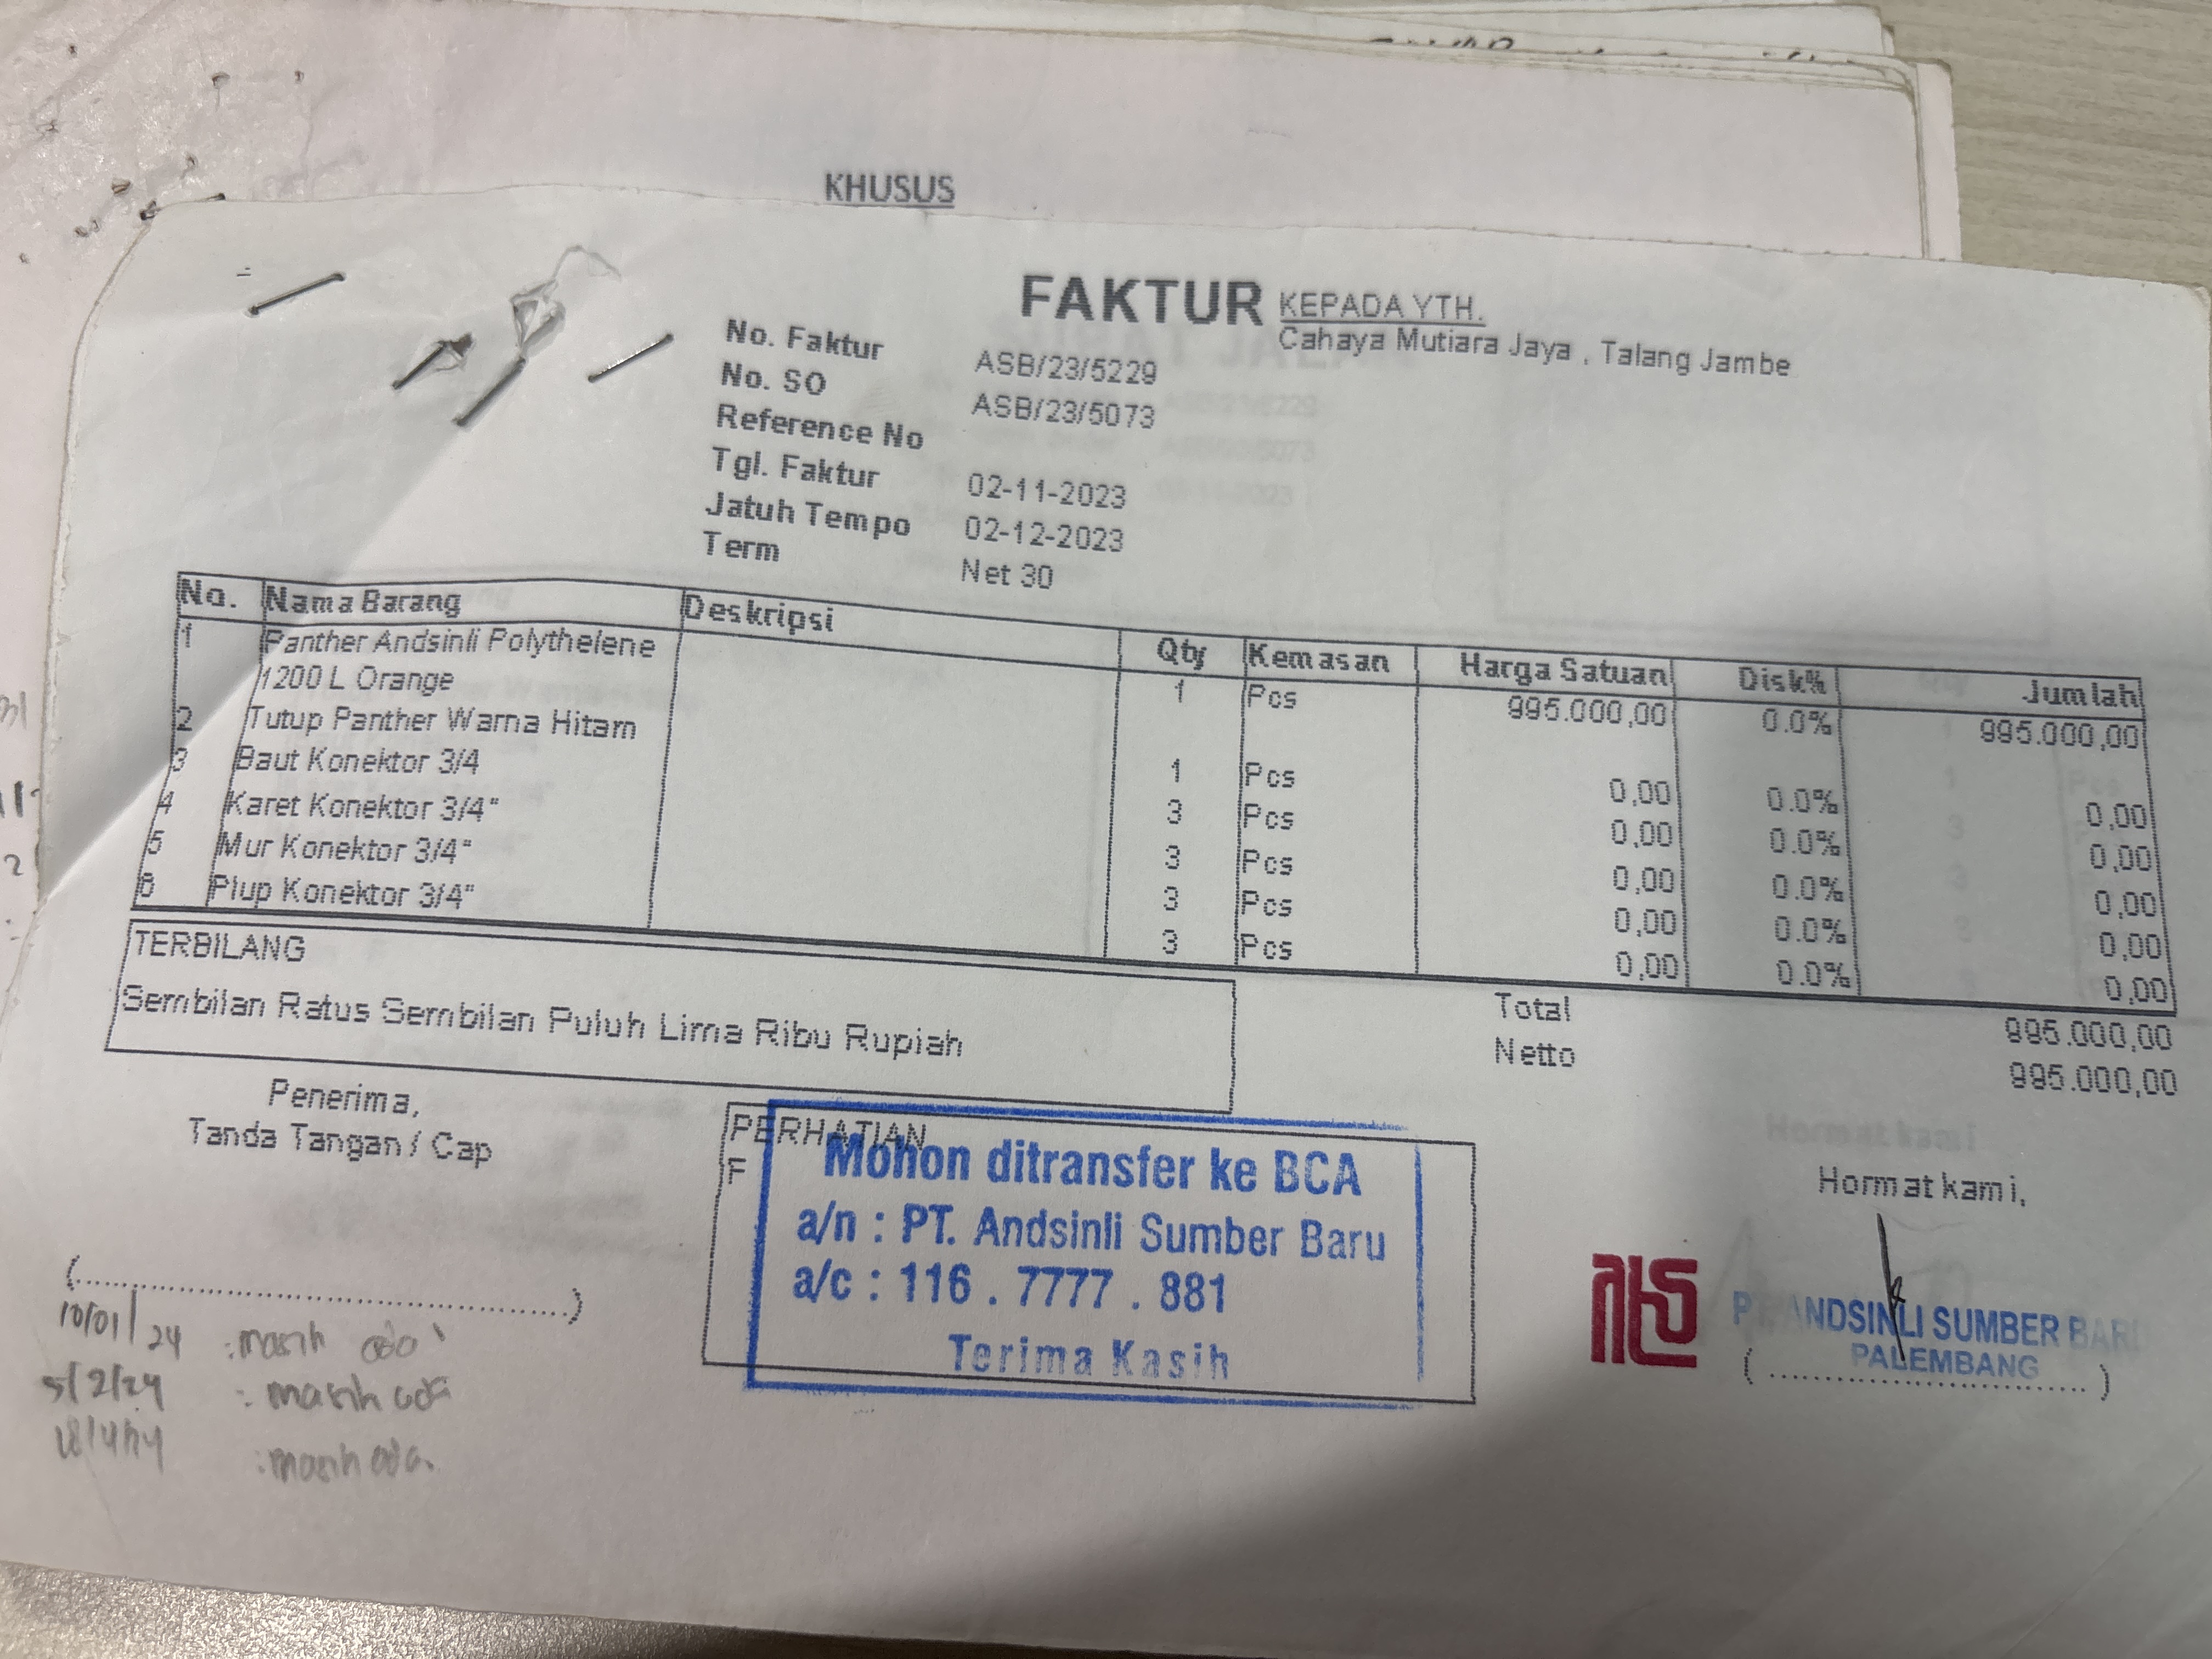 KHUSUS
FAKTUR
KEPADA YTH.
Cahaya Mutiara Jaya , Talang Jambe
No. Faktur ASB/23/5229
No. SO ASB/23/5073
Reference No
Tgl. Faktur 02-11-2023
Jatuh Tempo 02-12-2023
Term Net 30
No. Nama Barang Deskripsi Qty Kemasan Harga Satuan Disk% Jumlah
1 Panther Andsinli Polythelene 1 Pcs 995.000,00 0.0% 995.000,00
1200 L Orange
2 Tutup Panther Warna Hitam 1 Pcs 0,00 0.0% 0,00
3 Baut Konektor 3/4 3 Pcs 0,00 0.0% 0,00
4 Karet Konektor 3/4" 3 Pcs 0,00 0.0% 0,00
5 Mur Konektor 3/4" 3 Pcs 0,00 0.0% 0,00
6 Plup Konektor 3/4" 3 Pcs 0,00 0.0% 0,00
TERBILANG
Sembilan Ratus Sembilan Puluh Lima Ribu Rupiah
Total 995.000,00
Netto 995.000,00
Penerima,
Tanda Tangan / Cap
PERHATIAN
F
Mohon ditransfer ke BCA
a/n : PT. Andsinli Sumber Baru
a/c : 116 . 7777 . 881
Terima Kasih
Hormat kami,
als
ANDSINLI SUMBER BARU
PALEMBANG
(....................)
(....................)
10/01/24 : masih ada
5/2/24 : masih ada
: masih ada